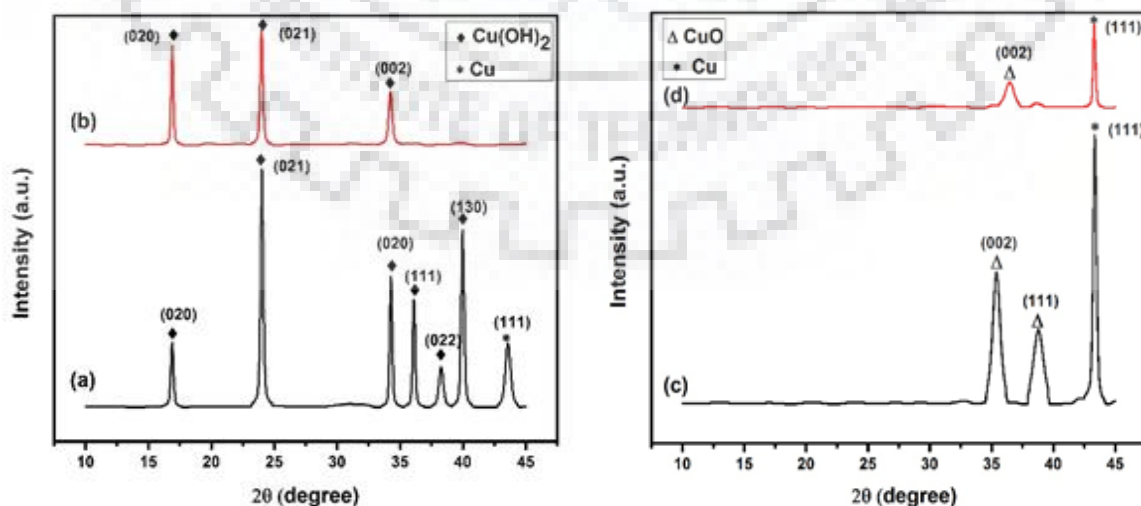 (020)
(021)
(002)
◆ Cu(OH)2
* Cu
(b)
(021)
(130)
(020)
(111)
(020)
(022)
(111)
(a)
Intensity (a.u.)
10 15 20 25 30 35 40 45
2θ (degree)
Δ CuO
* Cu
(111)
(002)
(d)
(111)
(002)
(111)
(c)
Intensity (a.u.)
10 15 20 25 30 35 40 45
2θ (degree)